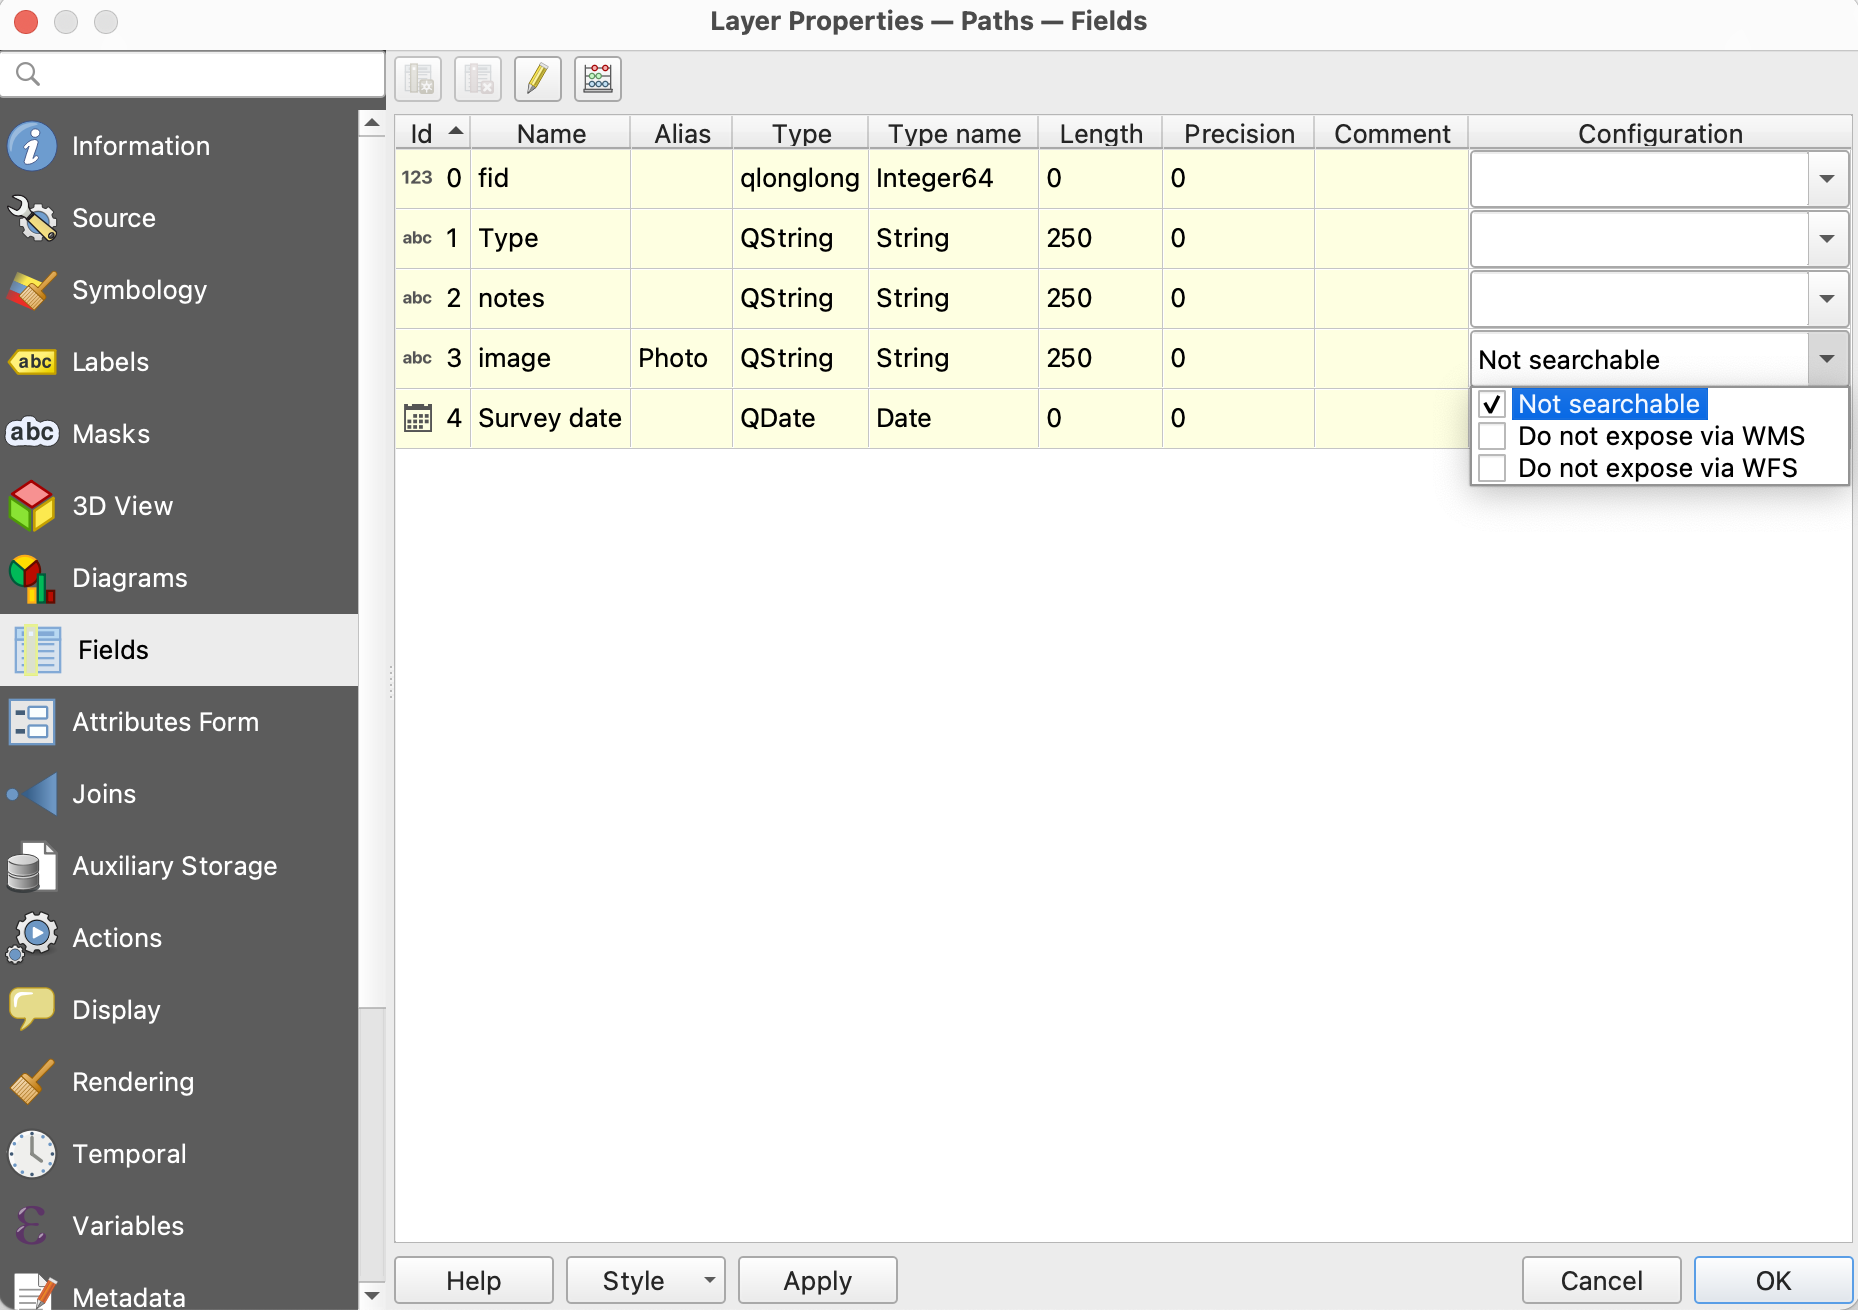 Layer Properties — Paths — Fields
Information
Source
Symbology
abc Labels
abc Masks
3D View
Diagrams
Fields
Attributes Form
Joins
Auxiliary Storage
Actions
Display
Rendering
Temporal
ε Variables
Metadata
Id Name Alias Type Type name Length Precision Comment Configuration
123 0 fid qlonglong Integer64 0 0
abc 1 Type QString String 250 0
abc 2 notes QString String 250 0
abc 3 image Photo QString String 250 0 Not searchable
4 Survey date QDate Date 0 0
Not searchable
Do not expose via WMS
Do not expose via WFS
Help Style Apply Cancel OK